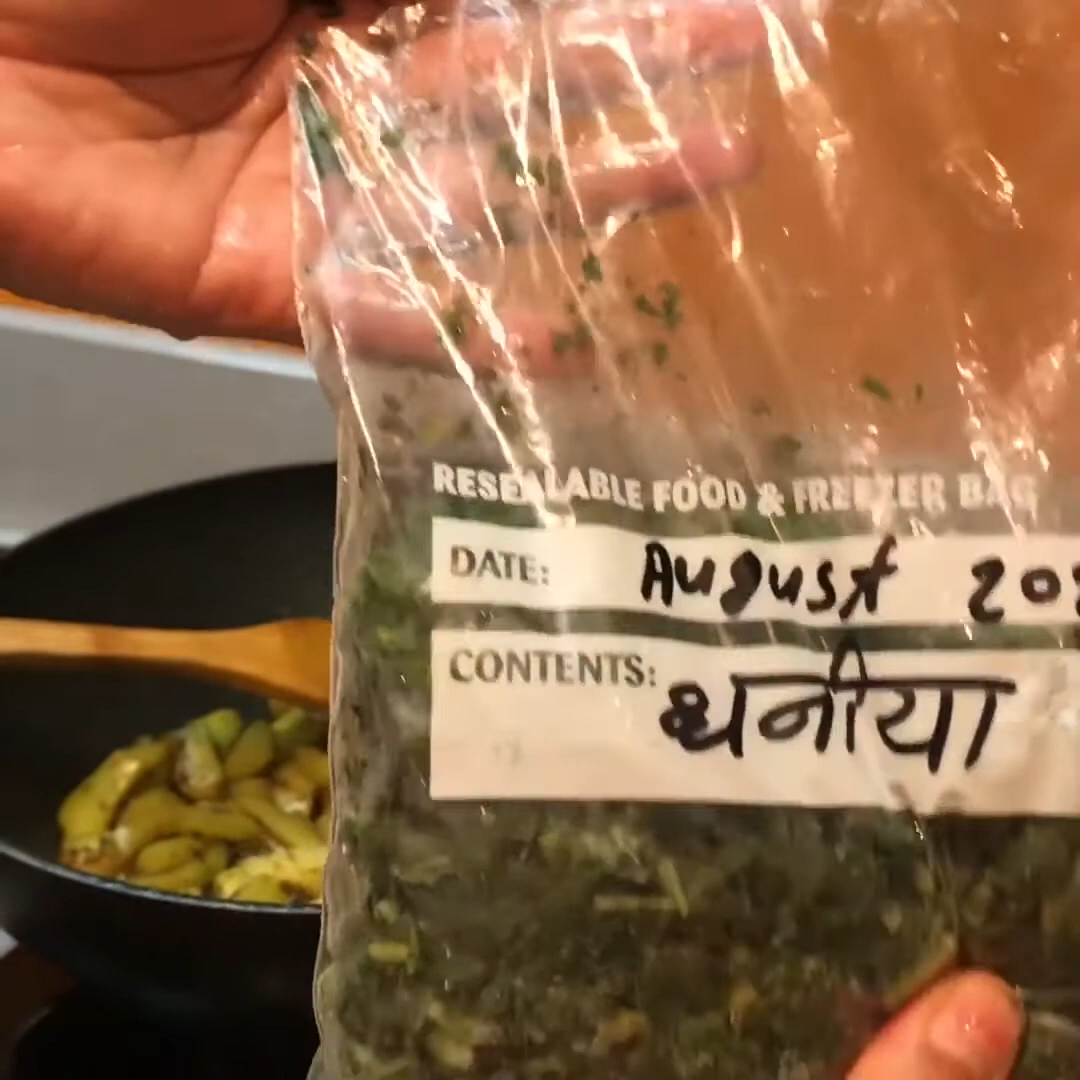 RESEALABLE FOOD & FREEZER BAG
DATE: August
CONTENTS: धनीया